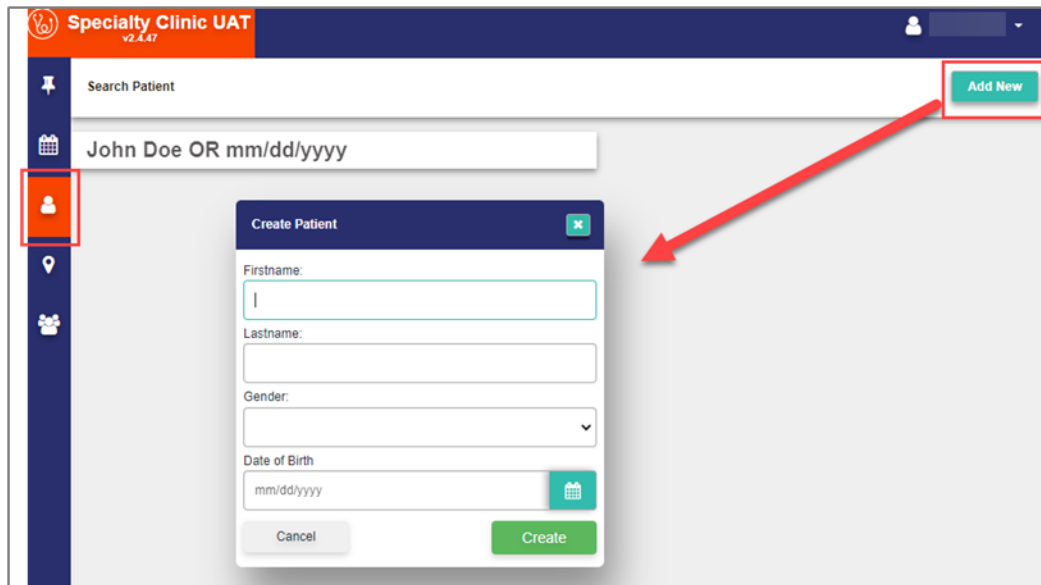 Specialty Clinic UAT
v2.4.47
Search Patient
Add New
John Doe OR mm/dd/yyyy
Create Patient
Firstname:
Lastname:
Gender:
Date of Birth
mm/dd/yyyy
Cancel
Create